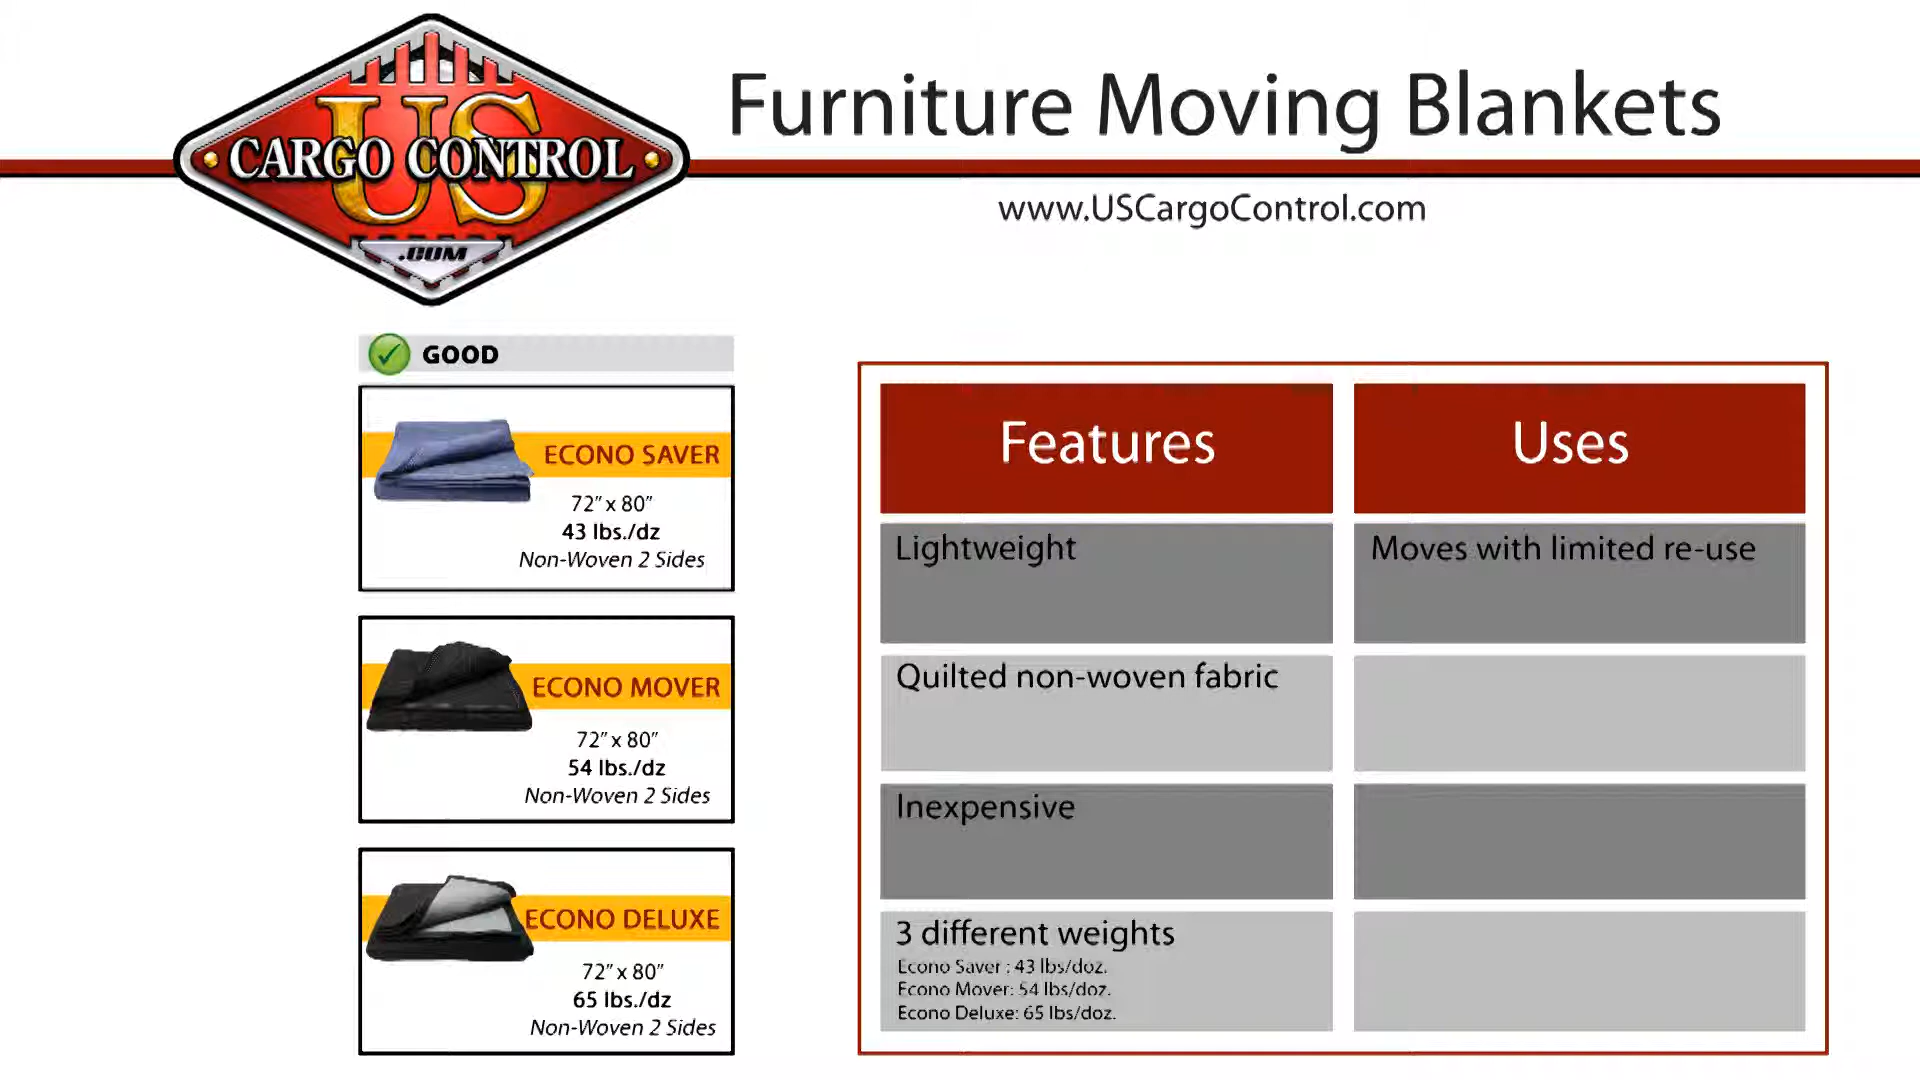 US
CARGO CONTROL
.COM
Furniture Moving Blankets
www.USCargoControl.com
GOOD
ECONO SAVER
72” x 80”
43 lbs./dz
Non-Woven 2 Sides
ECONO MOVER
72” x 80”
54 lbs./dz
Non-Woven 2 Sides
ECONO DELUXE
72” x 80”
65 lbs./dz
Non-Woven 2 Sides
Features
Uses
Lightweight
Moves with limited re-use
Quilted non-woven fabric
Inexpensive
3 different weights
Econo Saver : 43 lbs/doz.
Econo Mover: 54 lbs/doz.
Econo Deluxe: 65 lbs/doz.